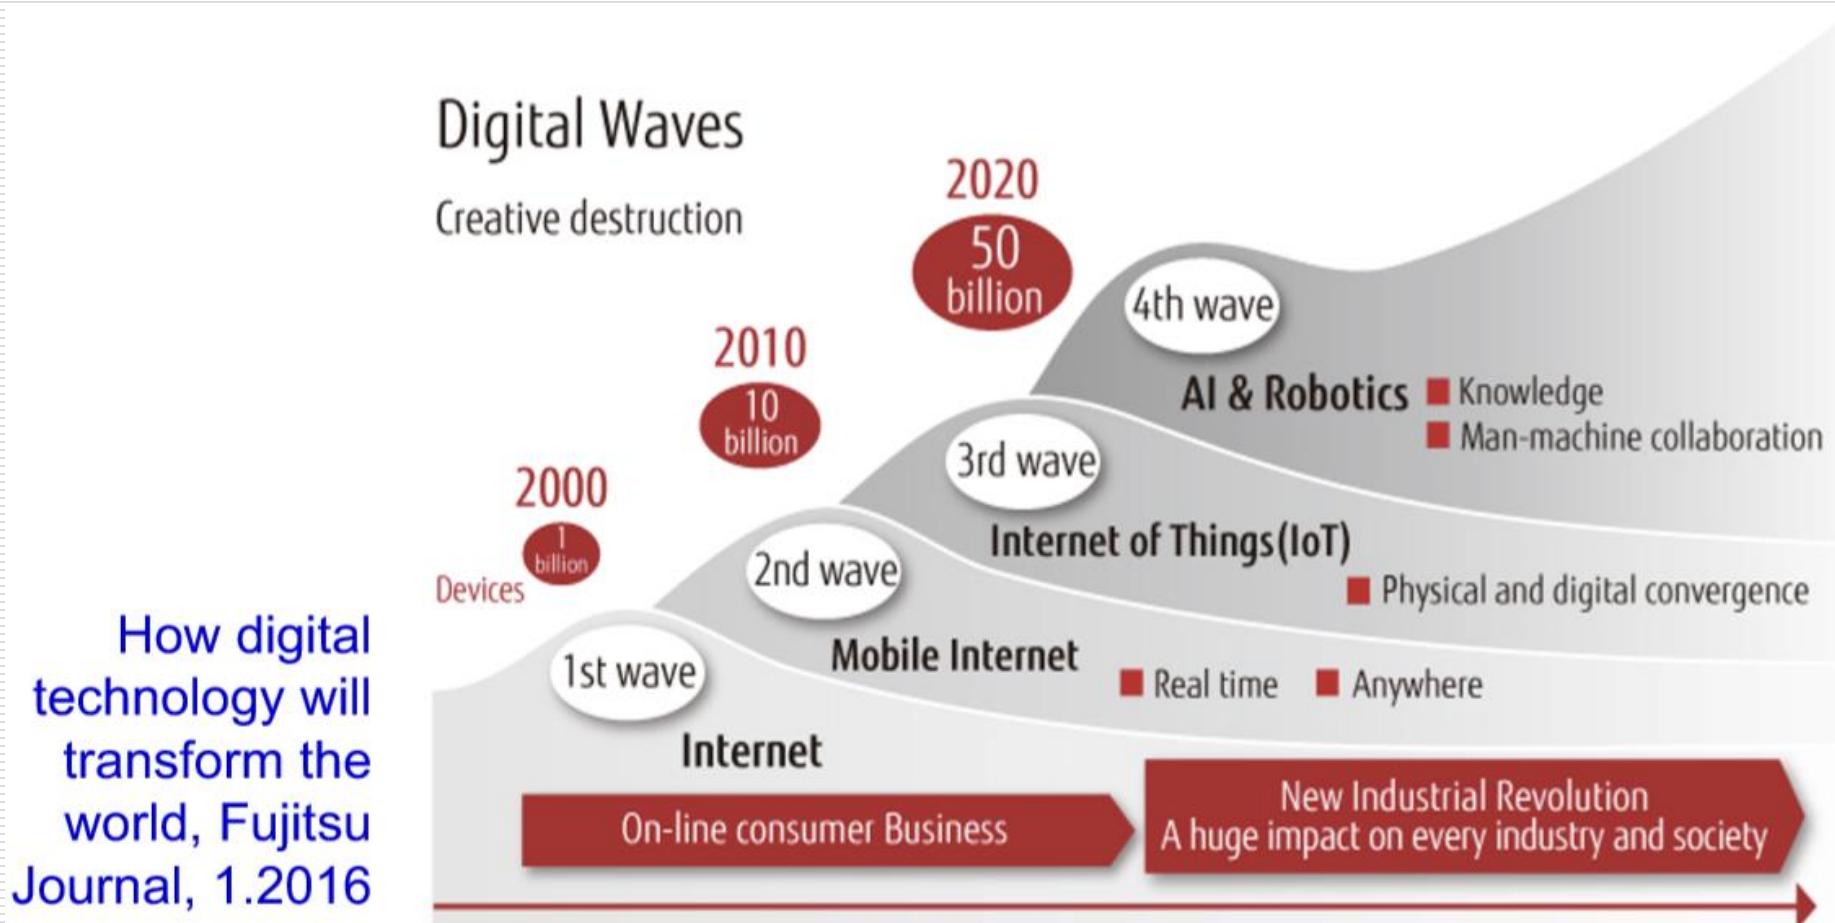 Digital Waves
Creative destruction
2020
50
billion
2010
10
billion
2000
1
billion
Devices
4th wave
AI & Robotics
Knowledge
Man-machine collaboration
3rd wave
Internet of Things(IoT)
Physical and digital convergence
2nd wave
Mobile Internet
Real time
Anywhere
1st wave
Internet
On-line consumer Business
New Industrial Revolution
A huge impact on every industry and society
How digital
technology will
transform the
world, Fujitsu
Journal, 1.2016